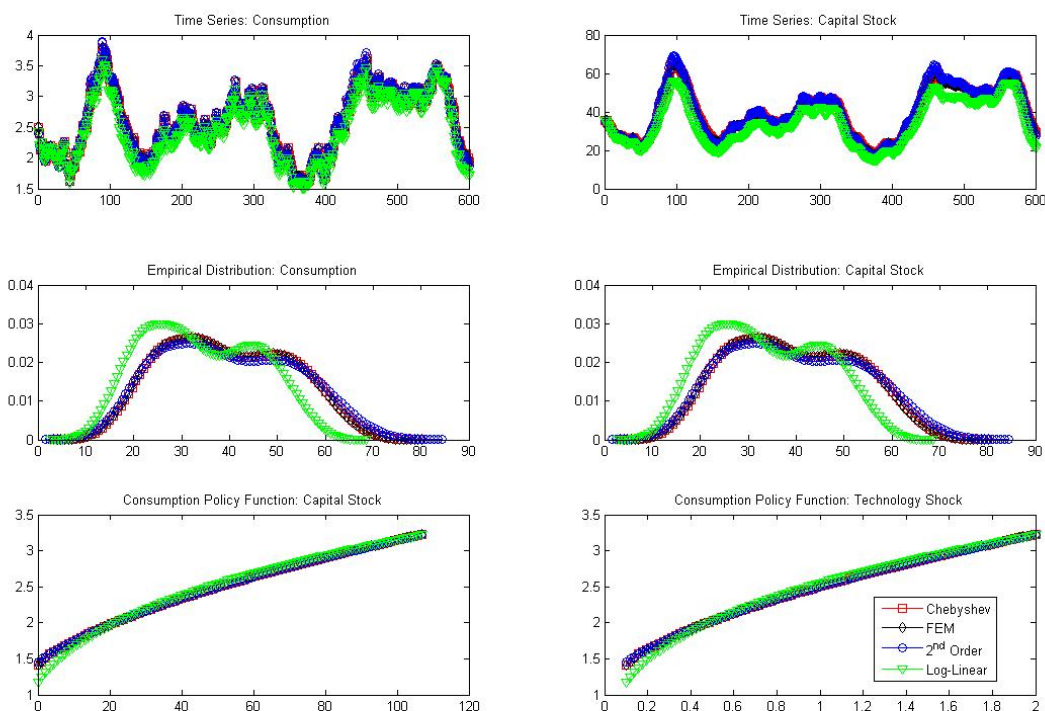 Time Series: Consumption
4
3.5
3
2.5
2
1.5
0 100 200 300 400 500 600
Time Series: Capital Stock
80
60
40
20
0
0 100 200 300 400 500 600
Empirical Distribution: Consumption
0.04
0.03
0.02
0.01
0
0 10 20 30 40 50 60 70 80 90
Empirical Distribution: Capital Stock
0.04
0.03
0.02
0.01
0
0 10 20 30 40 50 60 70 80 90
Consumption Policy Function: Capital Stock
3.5
3
2.5
2
1.5
1
0 20 40 60 80 100 120
Consumption Policy Function: Technology Shock
3.5
3
2.5
2
1.5
1
0 0.2 0.4 0.6 0.8 1 1.2 1.4 1.6 1.8 2
Chebyshev
FEM
2nd Order
Log-Linear